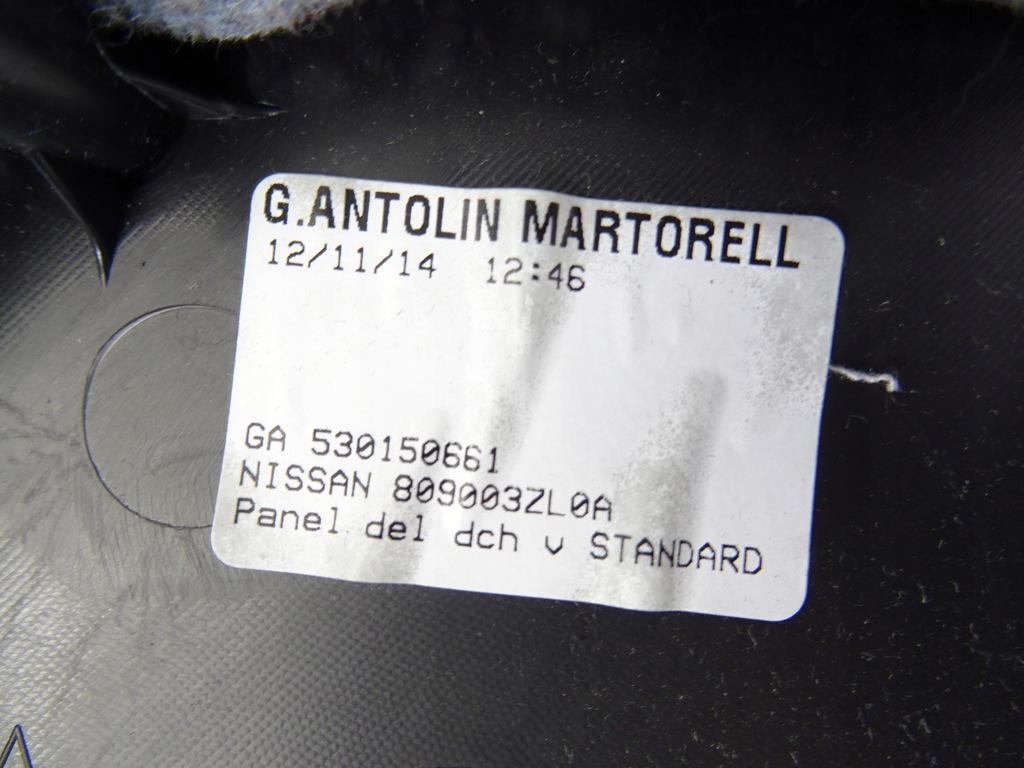 G.ANTOLIN MARTORELL
12/11/14 12:46
GA 530150661
NISSAN 809003ZL0A
Panel del dch v STANDARD